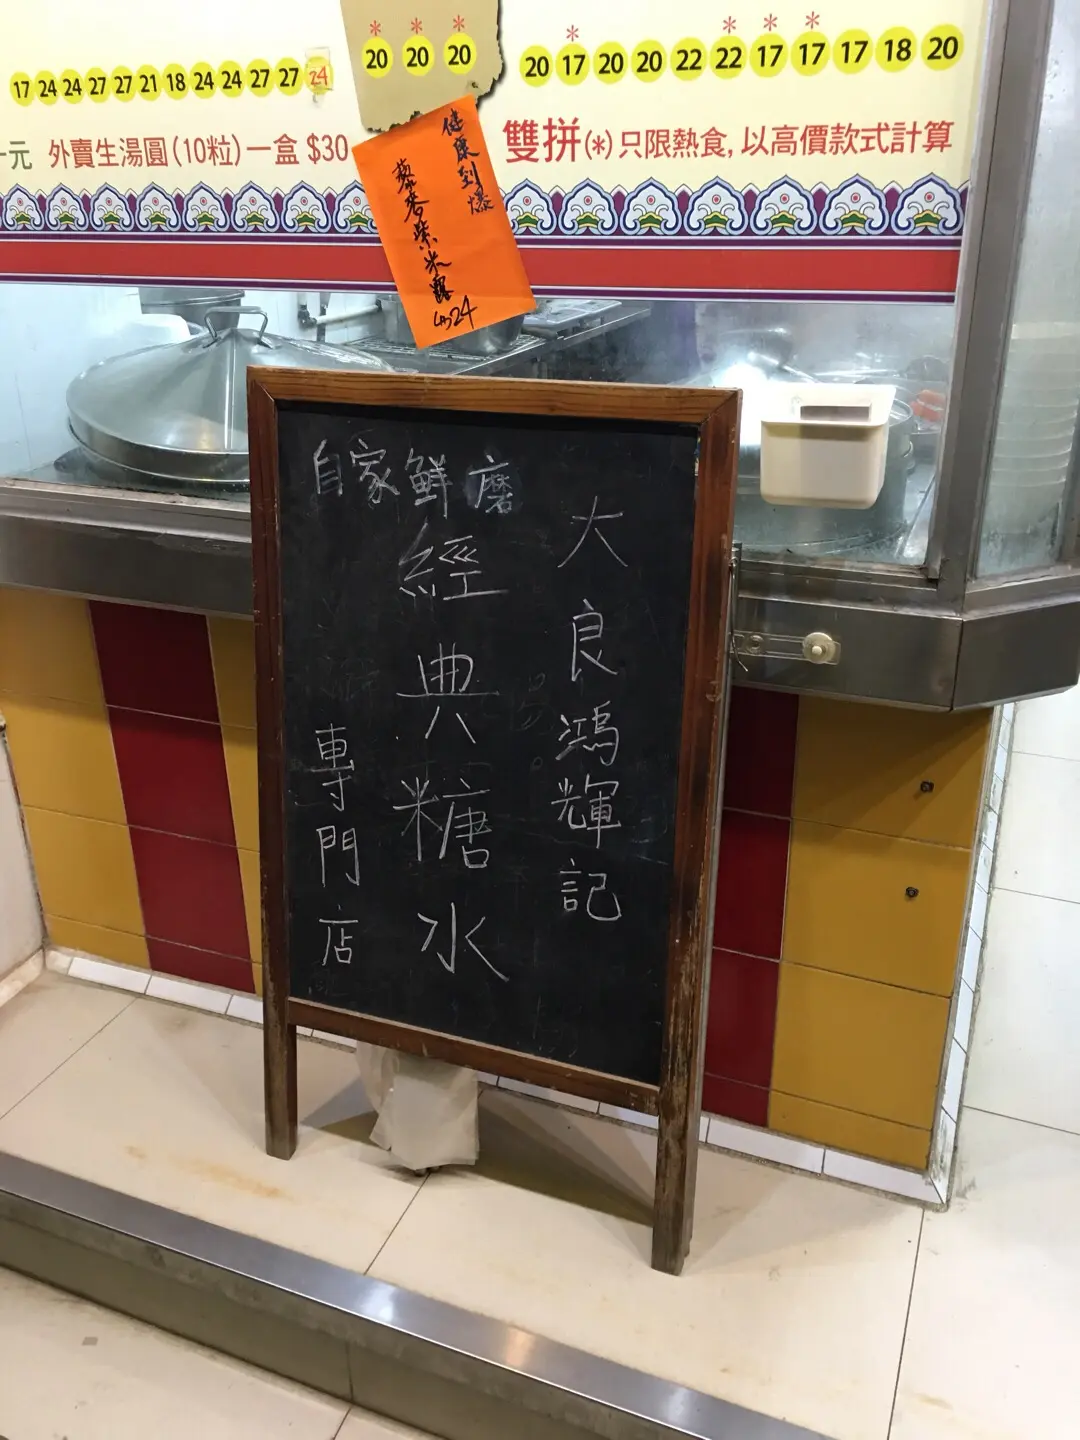 * * *
20 20 20
* * * *
17 24 24 27 27 21 18 24 24 27 27 24
20 17 20 20 22 22 17 17 17 18 20
一元 外賣生湯圓(10粒)一盒 $30
雙拼(*)只限熱食, 以高價款式計算
健康到爆
藜麥紫米露
$24
大良鴻輝記
自家鮮磨
經典糖水
專門店